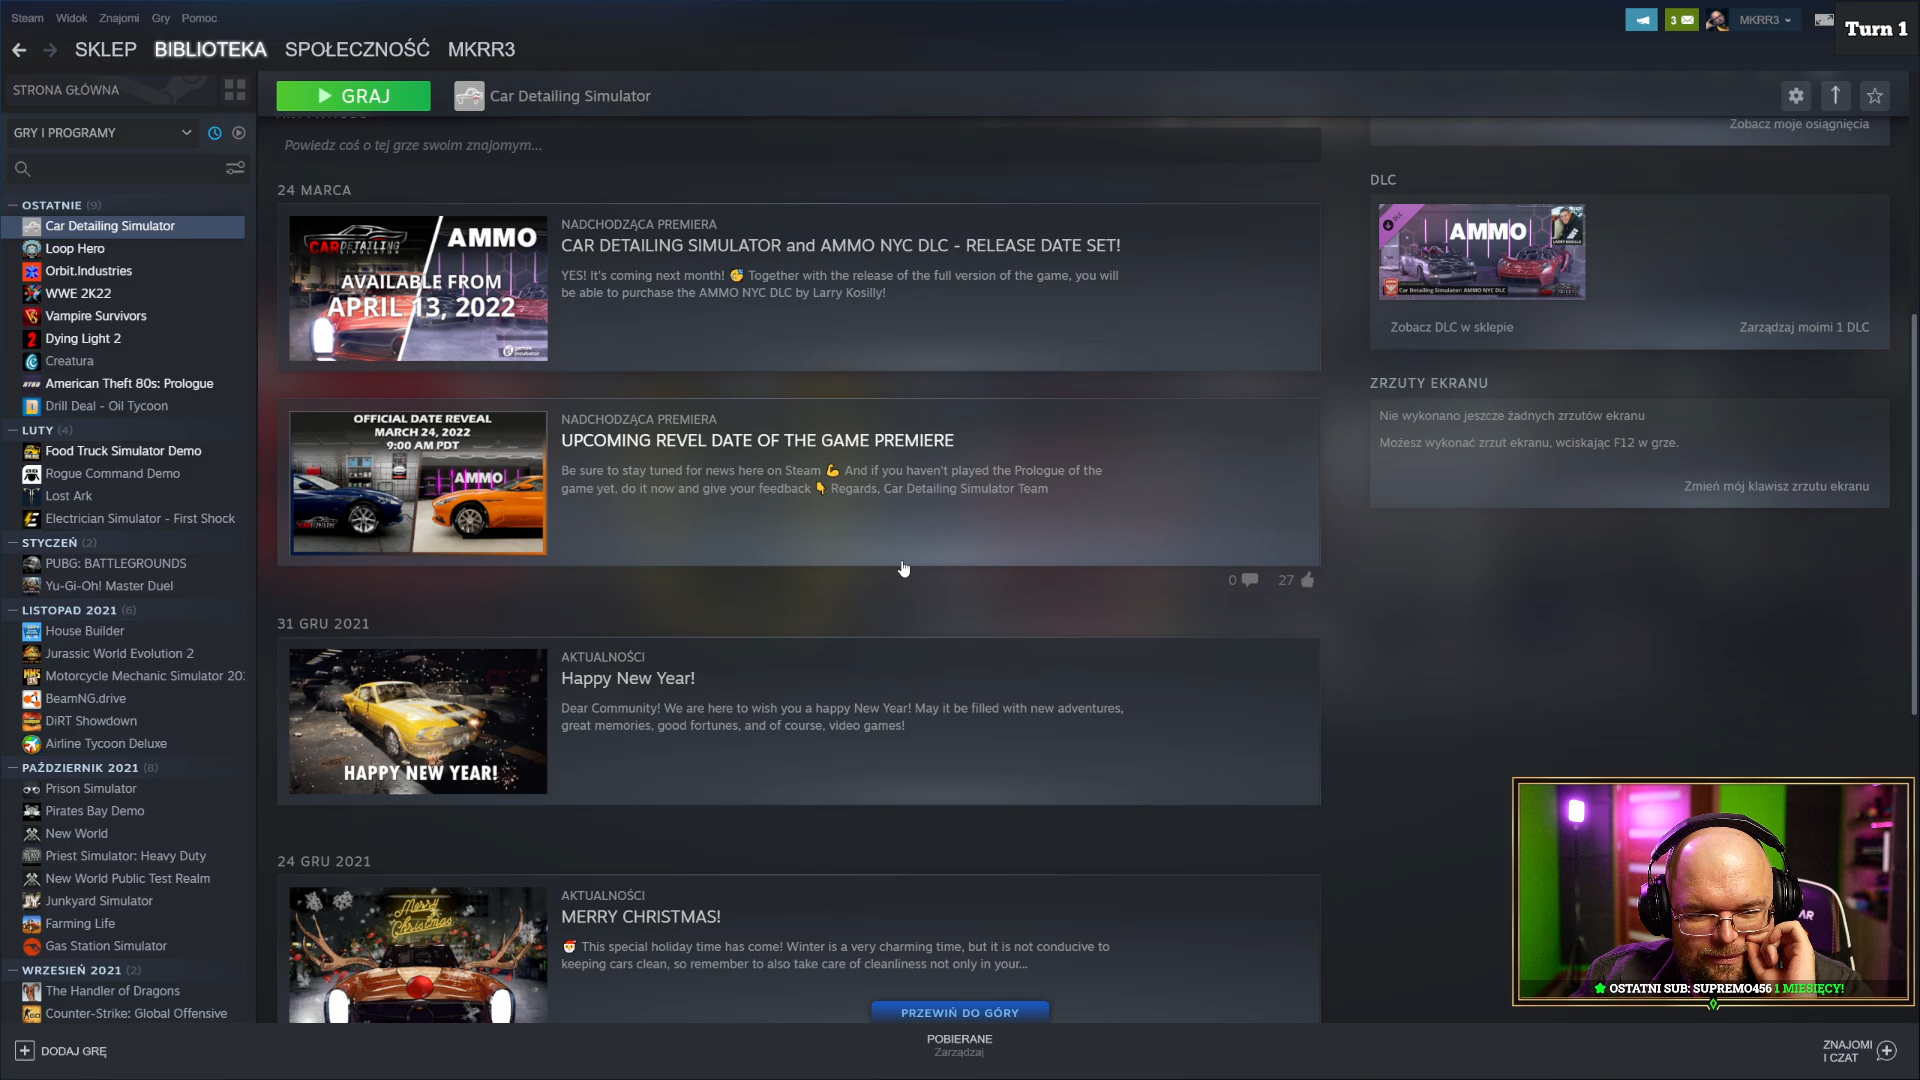 Steam Widok Znajomi Gry Pomoc
3
MKRR3
Turn 1
SKLEP BIBLIOTEKA SPOŁECZNOŚĆ MKRR3
STRONA GŁÓWNA
GRY I PROGRAMY
OSTATNIE (9)
Car Detailing Simulator
Loop Hero
Orbit.Industries
WWE 2K22
Vampire Survivors
Dying Light 2
Creatura
American Theft 80s: Prologue
Drill Deal - Oil Tycoon
LUTY (4)
Food Truck Simulator Demo
Rogue Command Demo
Lost Ark
Electrician Simulator - First Shock
STYCZEŃ (2)
PUBG: BATTLEGROUNDS
Yu-Gi-Oh! Master Duel
LISTOPAD 2021 (6)
House Builder
Jurassic World Evolution 2
Motorcycle Mechanic Simulator 20
BeamNG.drive
DiRT Showdown
Airline Tycoon Deluxe
PAŹDZIERNIK 2021 (8)
Prison Simulator
Pirates Bay Demo
New World
Priest Simulator: Heavy Duty
New World Public Test Realm
Junkyard Simulator
Farming Life
Gas Station Simulator
WRZESIEŃ 2021 (2)
The Handler of Dragons
Counter-Strike: Global Offensive
DODAJ GRĘ
GRAJ
Car Detailing Simulator
Powiedz coś o tej grze swoim znajomym...
24 MARCA
CAR DETAILING
SIMULATOR
AMMO
AVAILABLE FROM
APRIL 13, 2022
NADCHODZĄCA PREMIERA
CAR DETAILING SIMULATOR and AMMO NYC DLC - RELEASE DATE SET!
YES! It's coming next month! 🥳 Together with the release of the full version of the game, you will
be able to purchase the AMMO NYC DLC by Larry Kosilly!
OFFICIAL DATE REVEAL
MARCH 24, 2022
9:00 AM PDT
AMMO
NADCHODZĄCA PREMIERA
UPCOMING REVEL DATE OF THE GAME PREMIERE
Be sure to stay tuned for news here on Steam 💪 And if you haven't played the Prologue of the
game yet, do it now and give your feedback 👇 Regards, Car Detailing Simulator Team
0 27
31 GRU 2021
HAPPY NEW YEAR!
AKTUALNOŚCI
Happy New Year!
Dear Community! We are here to wish you a happy New Year! May it be filled with new adventures,
great memories, good fortunes, and of course, video games!
24 GRU 2021
Merry
Christmas
AKTUALNOŚCI
MERRY CHRISTMAS!
🎅 This special holiday time has come! Winter is a very charming time, but it is not conducive to
keeping cars clean, so remember to also take care of cleanliness not only in your...
PRZEWIŃ DO GÓRY
POBIERANE
Zarządzaj
Zobacz moje osiągnięcia
DLC
AMMO
Car Detailing Simulator: AMMO NYC DLC
Zobacz DLC w sklepie
Zarządzaj moimi 1 DLC
ZRZUTY EKRANU
Nie wykonano jeszcze żadnych zrzutów ekranu
Możesz wykonać zrzut ekranu, wciskając F12 w grze.
Zmień mój klawisz zrzutu ekranu
OSTATNI SUB: SUPREMO456 1 MIESIĘCY!
ZNAJOMI
I CZAT